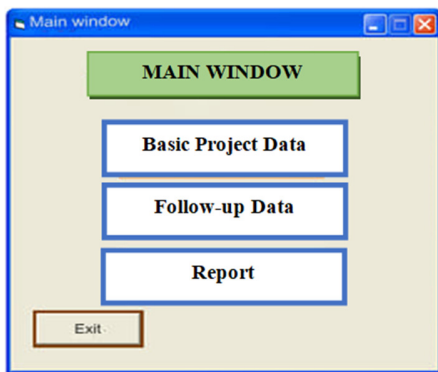 Main window
MAIN WINDOW
Basic Project Data
Follow-up Data
Report
Exit